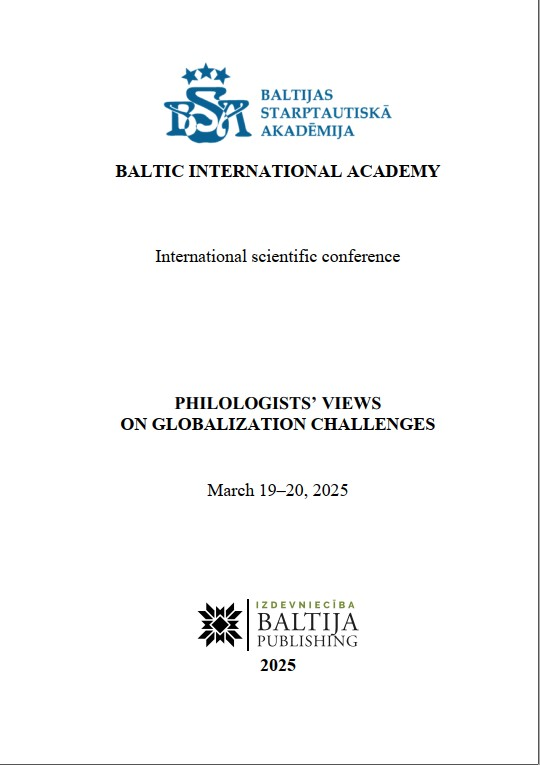 BSA
BALTIJAS
STARPTAUTISKĀ
AKADĒMIJA
BALTIC INTERNATIONAL ACADEMY
International scientific conference
PHILOLOGISTS’ VIEWS
ON GLOBALIZATION CHALLENGES
March 19–20, 2025
IZDEVNIECĪBA
BALTIJA
PUBLISHING
2025